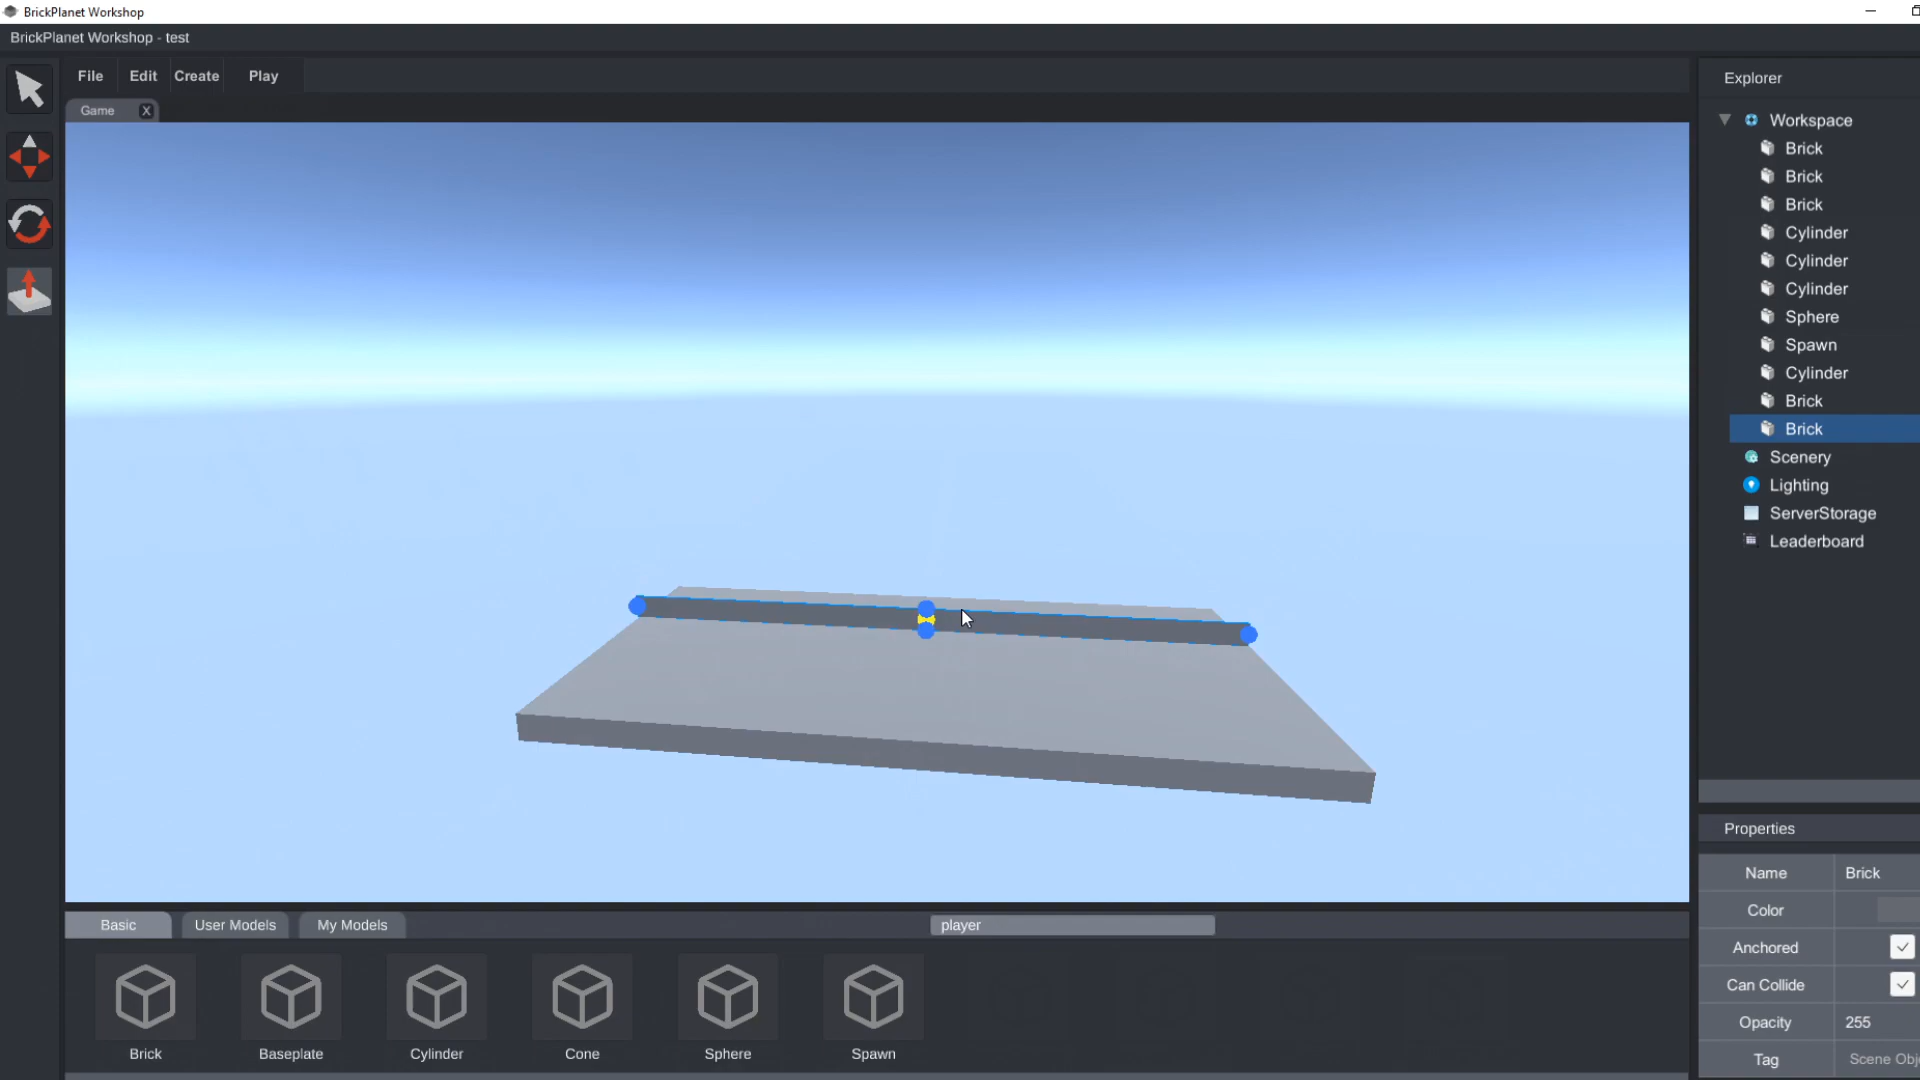 BrickPlanet Workshop
BrickPlanet Workshop - test
File Edit Create Play
Game X
Explorer
Workspace
Brick
Brick
Brick
Cylinder
Cylinder
Cylinder
Sphere
Spawn
Cylinder
Brick
Brick
Scenery
Lighting
ServerStorage
Leaderboard
Properties
Name Brick
Color
Anchored
Can Collide
Opacity 255
Tag Scene Obj
Basic User Models My Models player
Brick Baseplate Cylinder Cone Sphere Spawn